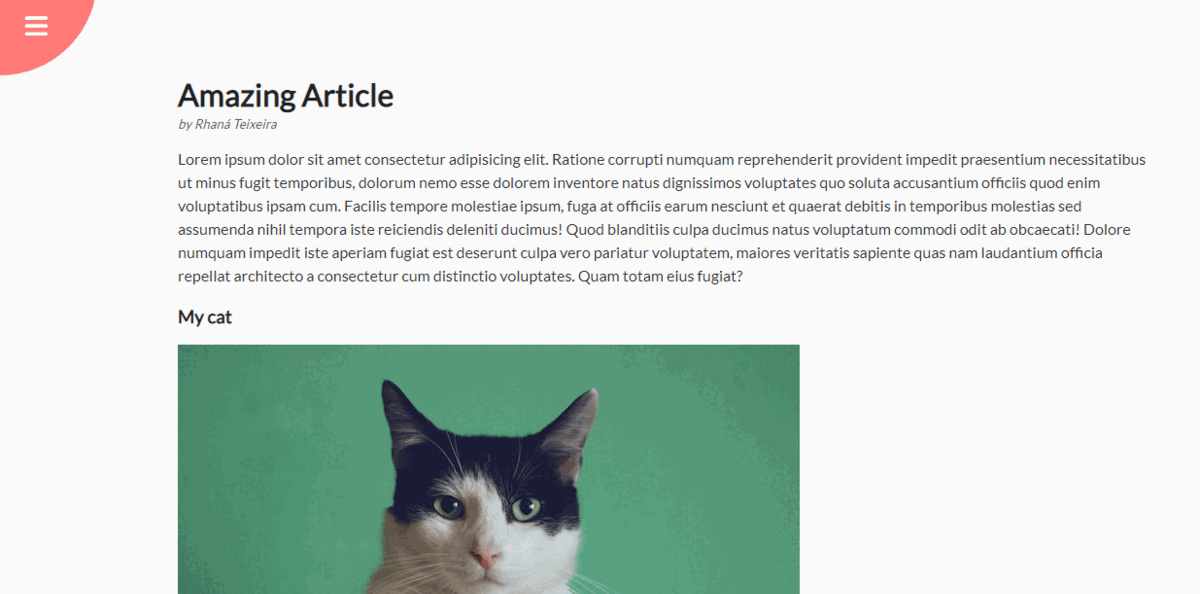 Amazing Article
by Rhaná Teixeira
Lorem ipsum dolor sit amet consectetur adipisicing elit. Ratione corrupti numquam reprehenderit provident impedit praesentium necessitatibus
ut minus fugit temporibus, dolorum nemo esse dolorem inventore natus dignissimos voluptates quo soluta accusantium officiis quod enim
voluptatibus ipsam cum. Facilis tempore molestiae ipsum, fuga at officiis earum nesciunt et quaerat debitis in temporibus molestias sed
assumenda nihil tempora iste reiciendis deleniti ducimus! Quod blanditiis culpa ducimus natus voluptatum commodi odit ab obcaecati! Dolore
numquam impedit iste aperiam fugiat est deserunt culpa vero pariatur voluptatem, maiores veritatis sapiente quas nam laudantium officia
repellat architecto a consectetur cum distinctio voluptates. Quam totam eius fugiat?
My cat